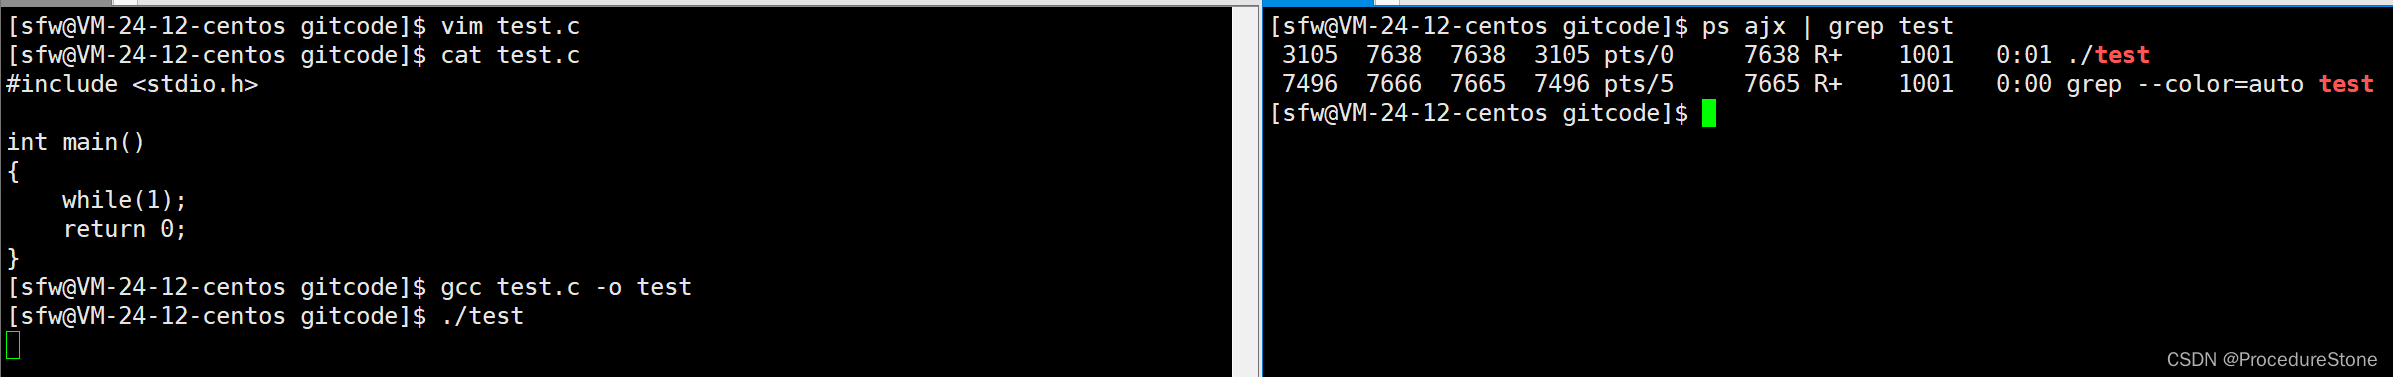 [sfw@VM-24-12-centos gitcode]$ vim test.c
[sfw@VM-24-12-centos gitcode]$ cat test.c
#include <stdio.h>
int main()
{
    while(1);
    return 0;
}
[sfw@VM-24-12-centos gitcode]$ gcc test.c -o test
[sfw@VM-24-12-centos gitcode]$ ./test
[sfw@VM-24-12-centos gitcode]$ ps ajx | grep test
 3105  7638  7638  3105 pts/0     7638 R+    1001   0:01 ./test
 7496  7666  7665  7496 pts/5     7665 R+    1001   0:00 grep --color=auto test
[sfw@VM-24-12-centos gitcode]$
CSDN @ProcedureStone